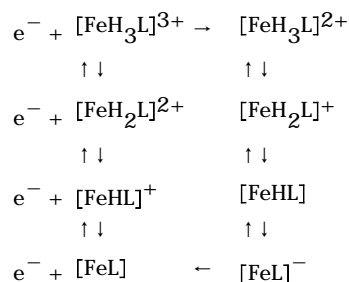 e⁻ + [FeH₃L]³⁺ → [FeH₃L]²⁺
↑↓ ↑↓
e⁻ + [FeH₂L]²⁺ [FeH₂L]⁺
↑↓ ↑↓
e⁻ + [FeHL]⁺ [FeHL]
↑↓ ↑↓
e⁻ + [FeL] ← [FeL]⁻